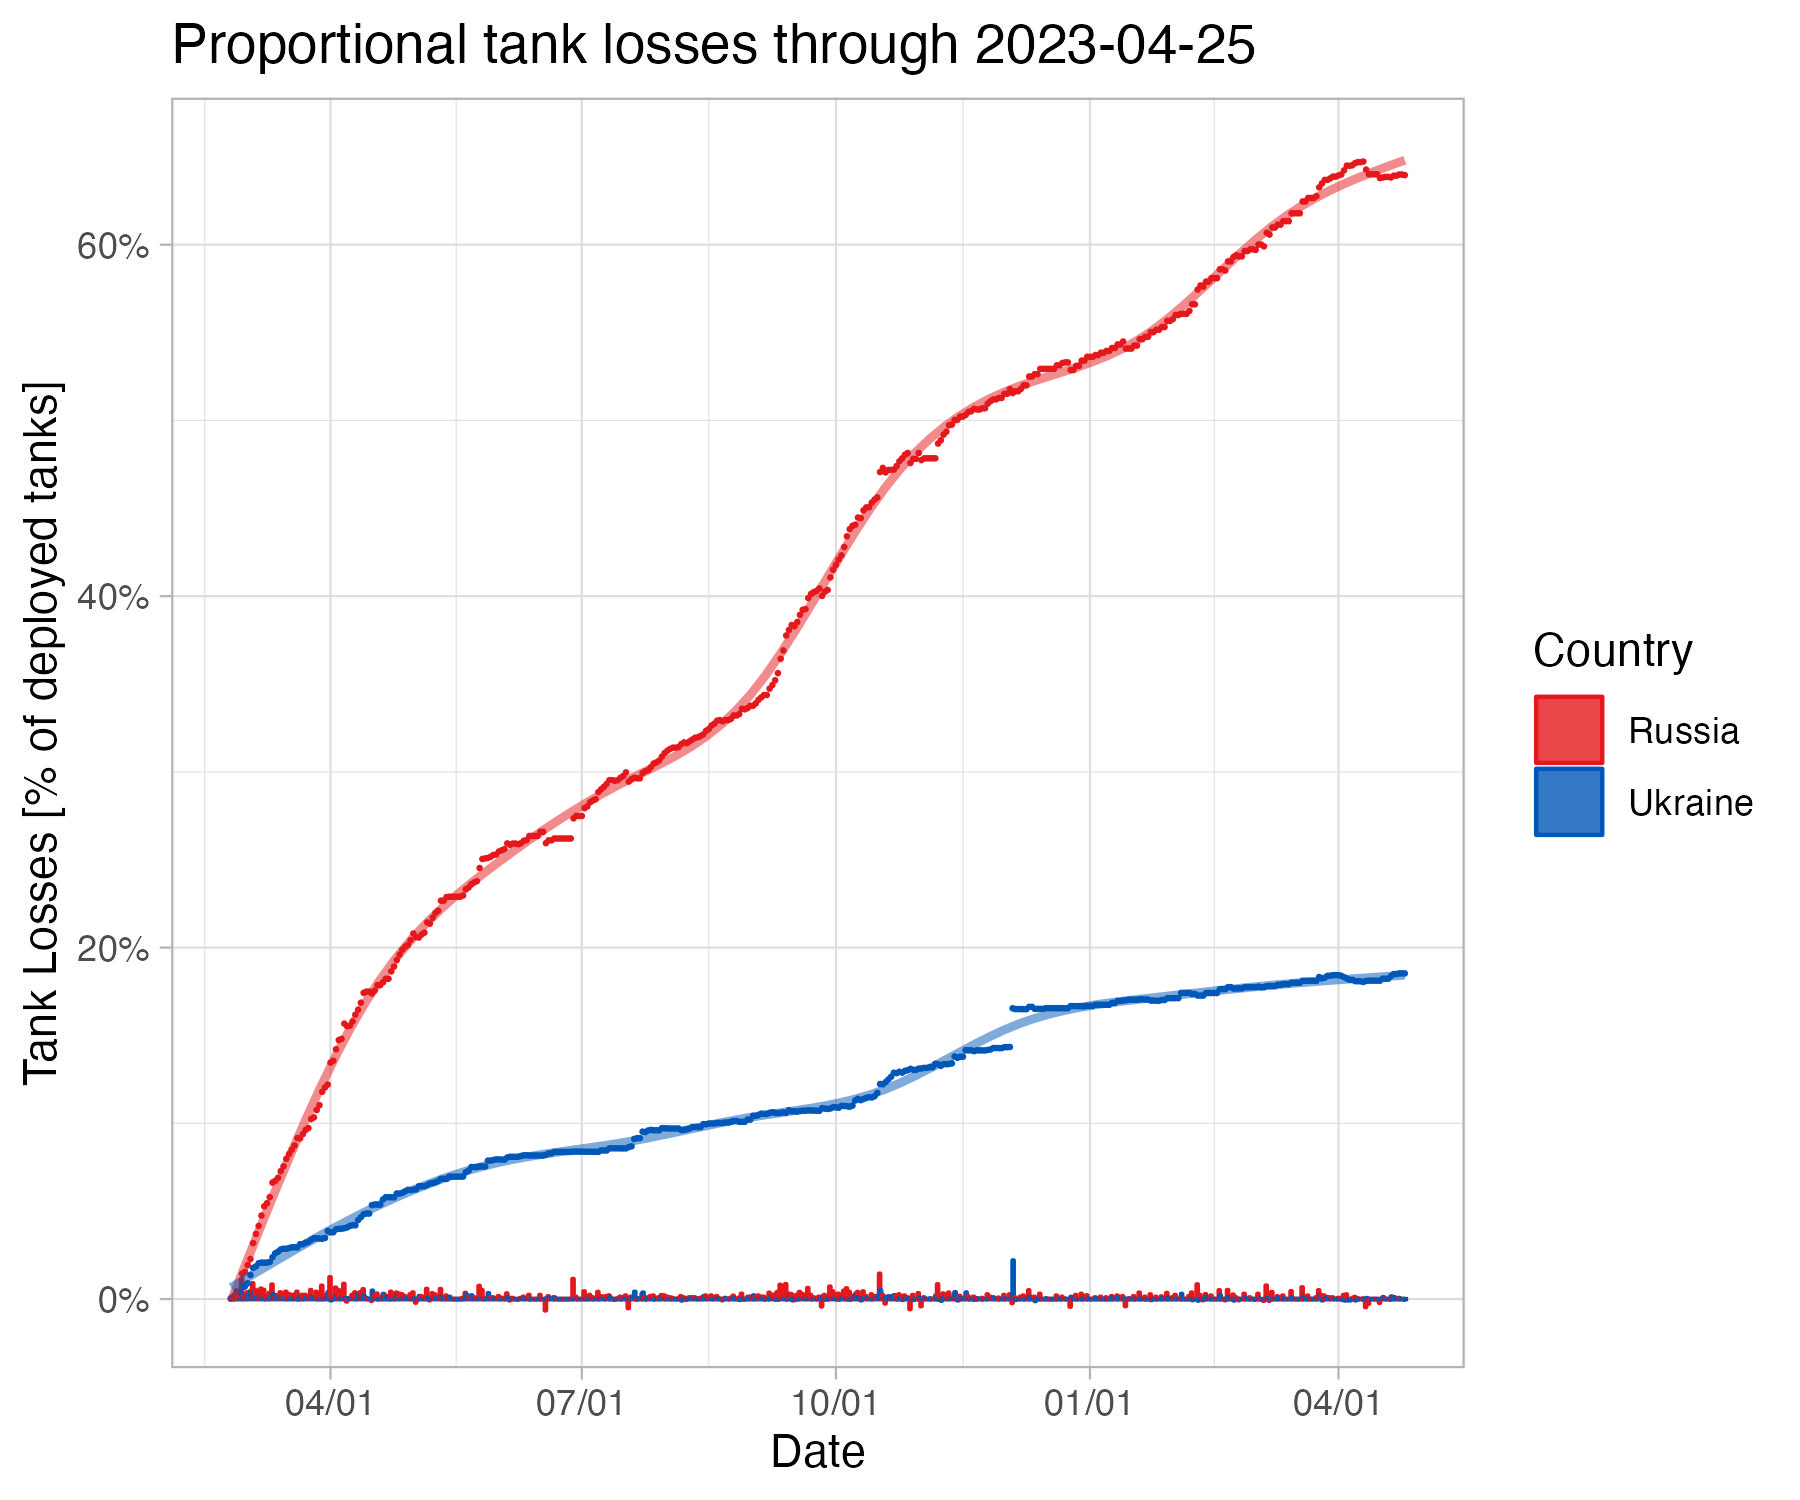 Proportional tank losses through 2023-04-25
Tank Losses [% of deployed tanks]
60%
40%
20%
0%
04/01
07/01
10/01
01/01
04/01
Date
Country
Russia
Ukraine